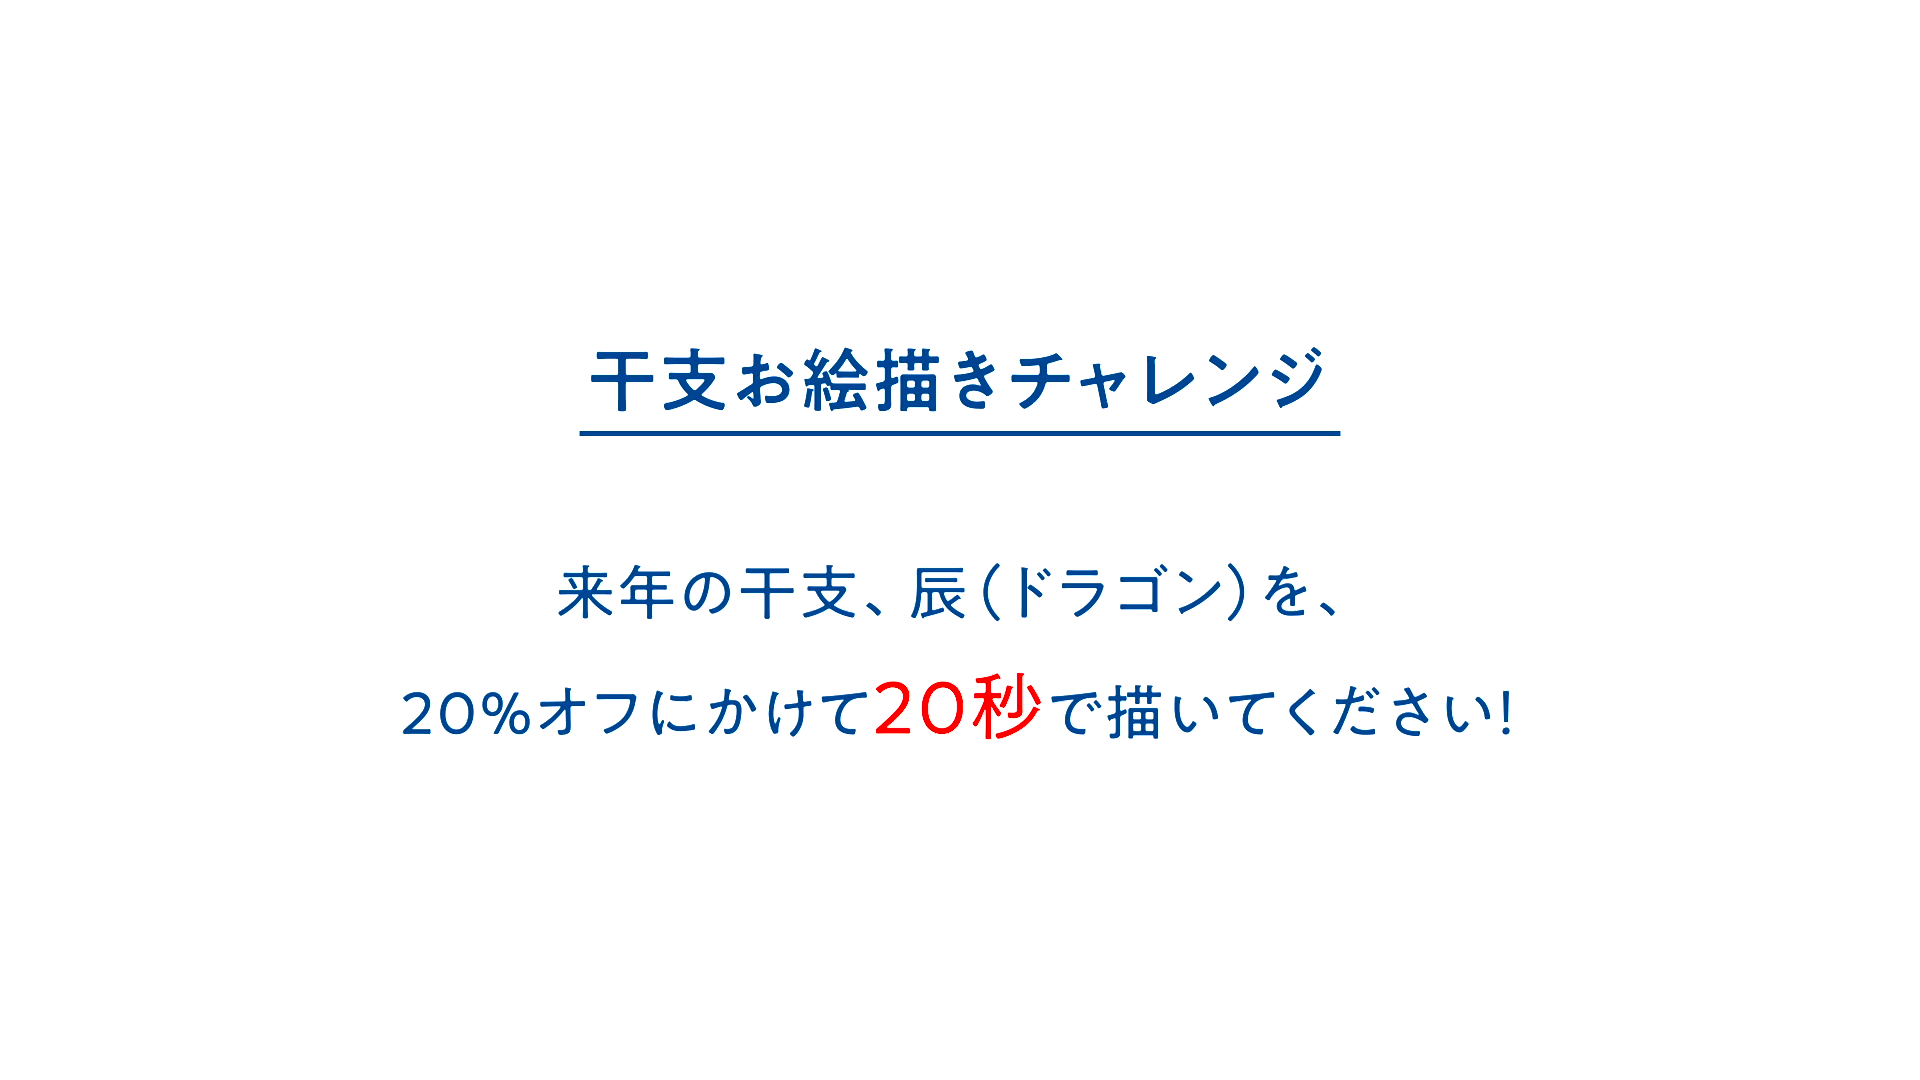 干支お絵描きチャレンジ
来年の干支、辰(ドラゴン)を、
20%オフにかけて20秒で描いてください!